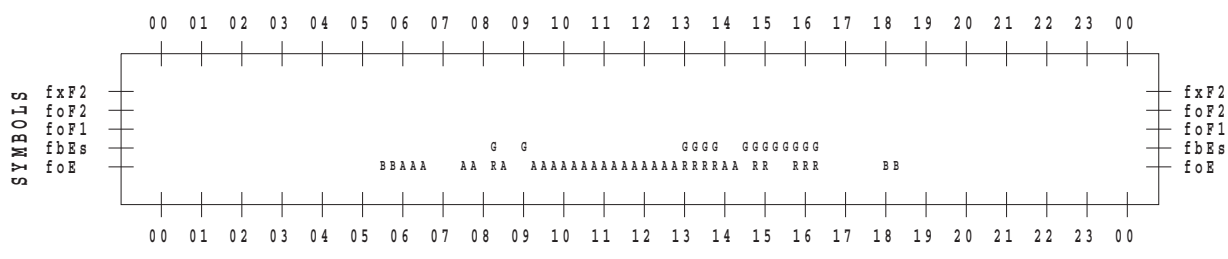 00 01 02 03 04 05 06 07 08 09 10 11 12 13 14 15 16 17 18 19 20 21 22 23 00
SYMBOLS
fxF2 fxF2
foF2 foF2
foF1 foF1
fbEs G G GGGG GGGGGGGG fbEs
foE BBAAA AA RA AAAAAAAAAAAAAAARRRRAA RR RRR BB foE
00 01 02 03 04 05 06 07 08 09 10 11 12 13 14 15 16 17 18 19 20 21 22 23 00